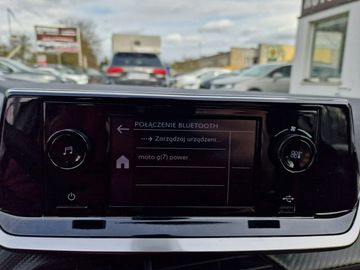 POŁĄCZENIE BLUETOOTH
Zarządzaj urządzeni...
moto g(7) power